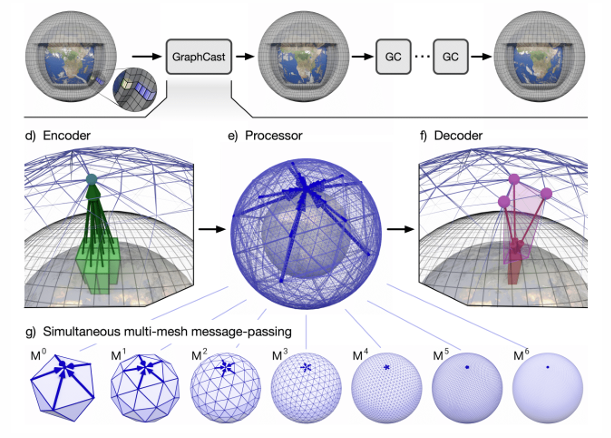 GraphCast
GC ··· GC
d) Encoder
e) Processor
f) Decoder
g) Simultaneous multi-mesh message-passing
M⁰ M¹ M² M³ M⁴ M⁵ M⁶